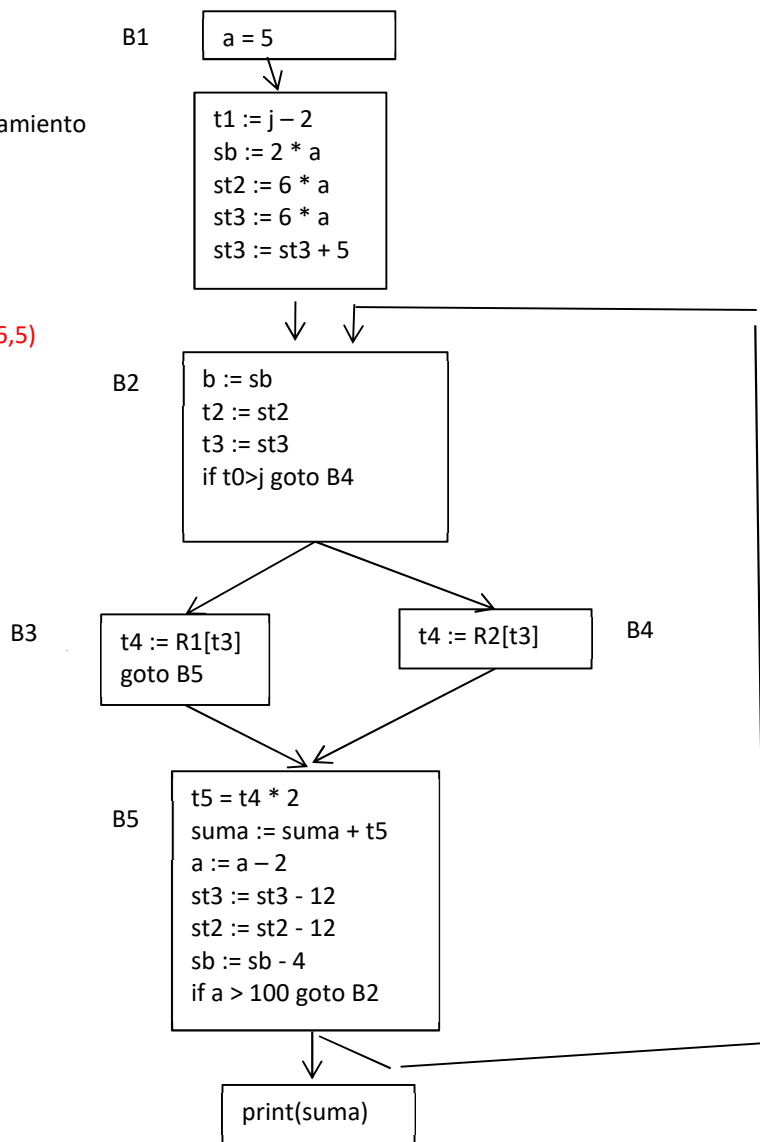 B1
a = 5
amiento
t1 := j – 2
sb := 2 * a
st2 := 6 * a
st3 := 6 * a
st3 := st3 + 5
6,5)
B2
b := sb
t2 := st2
t3 := st3
if t0>j goto B4
B3
t4 := R1[t3]
goto B5
t4 := R2[t3]
B4
B5
t5 = t4 * 2
suma := suma + t5
a := a – 2
st3 := st3 - 12
st2 := st2 - 12
sb := sb - 4
if a > 100 goto B2
print(suma)